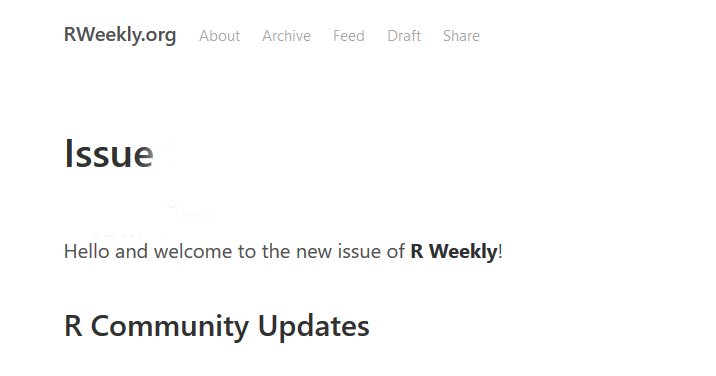 RWeekly.org About Archive Feed Draft Share
Issue
Hello and welcome to the new issue of R Weekly!
R Community Updates